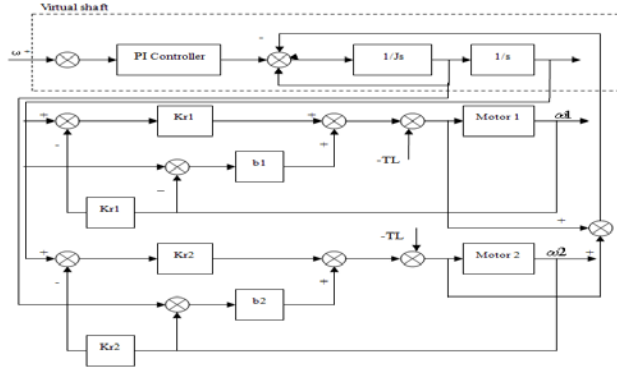 Virtual shaft
ω *
-
PI Controller
1/Js
1/s
+
Kr1
+
Motor 1
ω1
-
+
b1
-TL
-
Kr1
+
-TL
+
Kr2
+
Motor 2
ω2
+
-
b2
+
Kr2